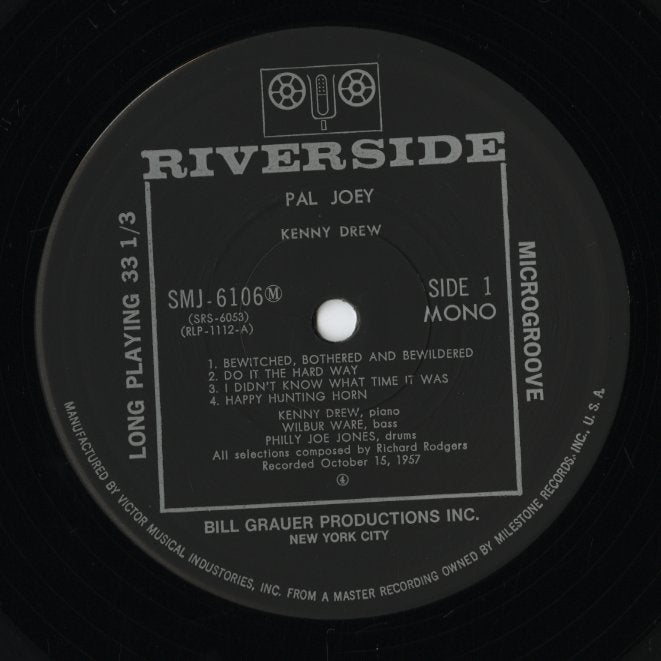 RIVERSIDE
PAL JOEY
KENNY DREW
SMJ-6106 Ⓜ
(SRS-6053)
(RLP-1112-A)
SIDE 1
MONO
LONG PLAYING 33 1/3
MICROGROOVE
1. BEWITCHED, BOTHERED AND BEWILDERED
2. DO IT THE HARD WAY
3. I DIDN'T KNOW WHAT TIME IT WAS
4. HAPPY HUNTING HORN
KENNY DREW, piano
WILBUR WARE, bass
PHILLY JOE JONES, drums
All selections composed by Richard Rodgers
Recorded October 15, 1957
④
BILL GRAUER PRODUCTIONS INC.
NEW YORK CITY
MANUFACTURED BY VICTOR MUSICAL INDUSTORIES, INC. FROM A MASTER RECORDING OWNED BY MILESTONE RECORDS, INC., U. S. A.